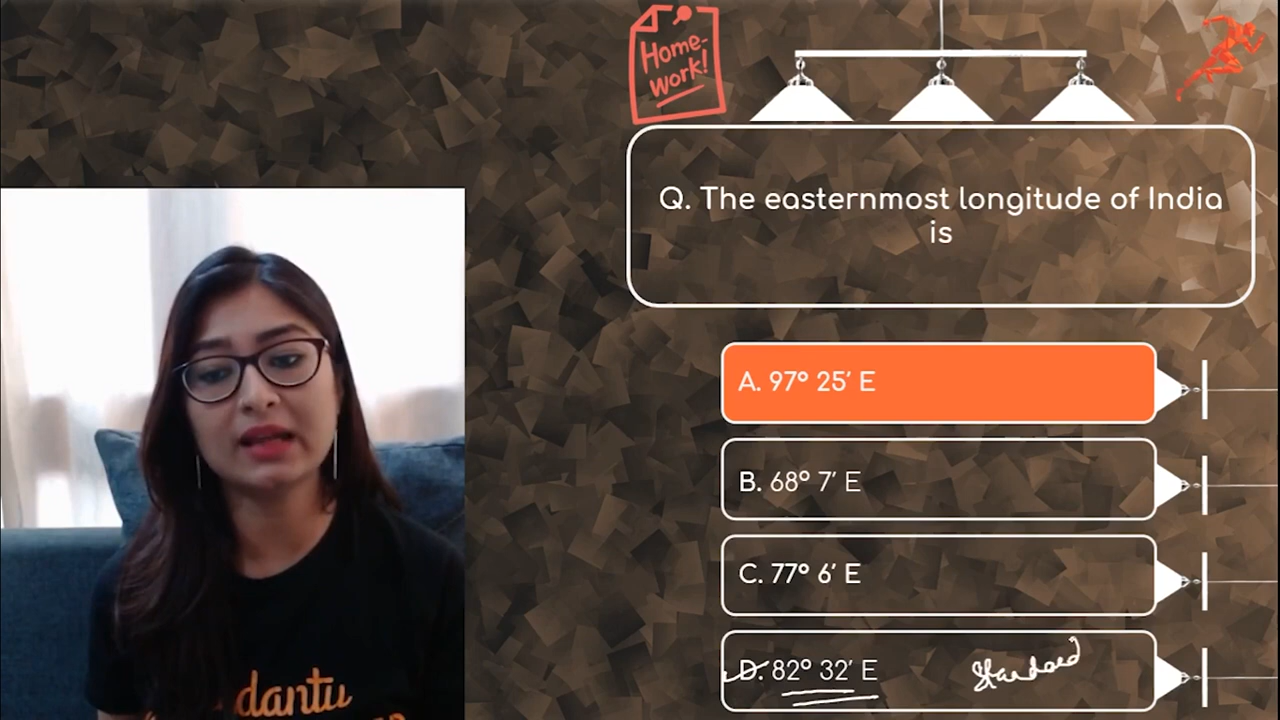 Home-
work!
Q. The easternmost longitude of India
is
A. 97° 25′ E
B. 68° 7′ E
C. 77° 6′ E
D. 82° 32′ E
Standard
dantu